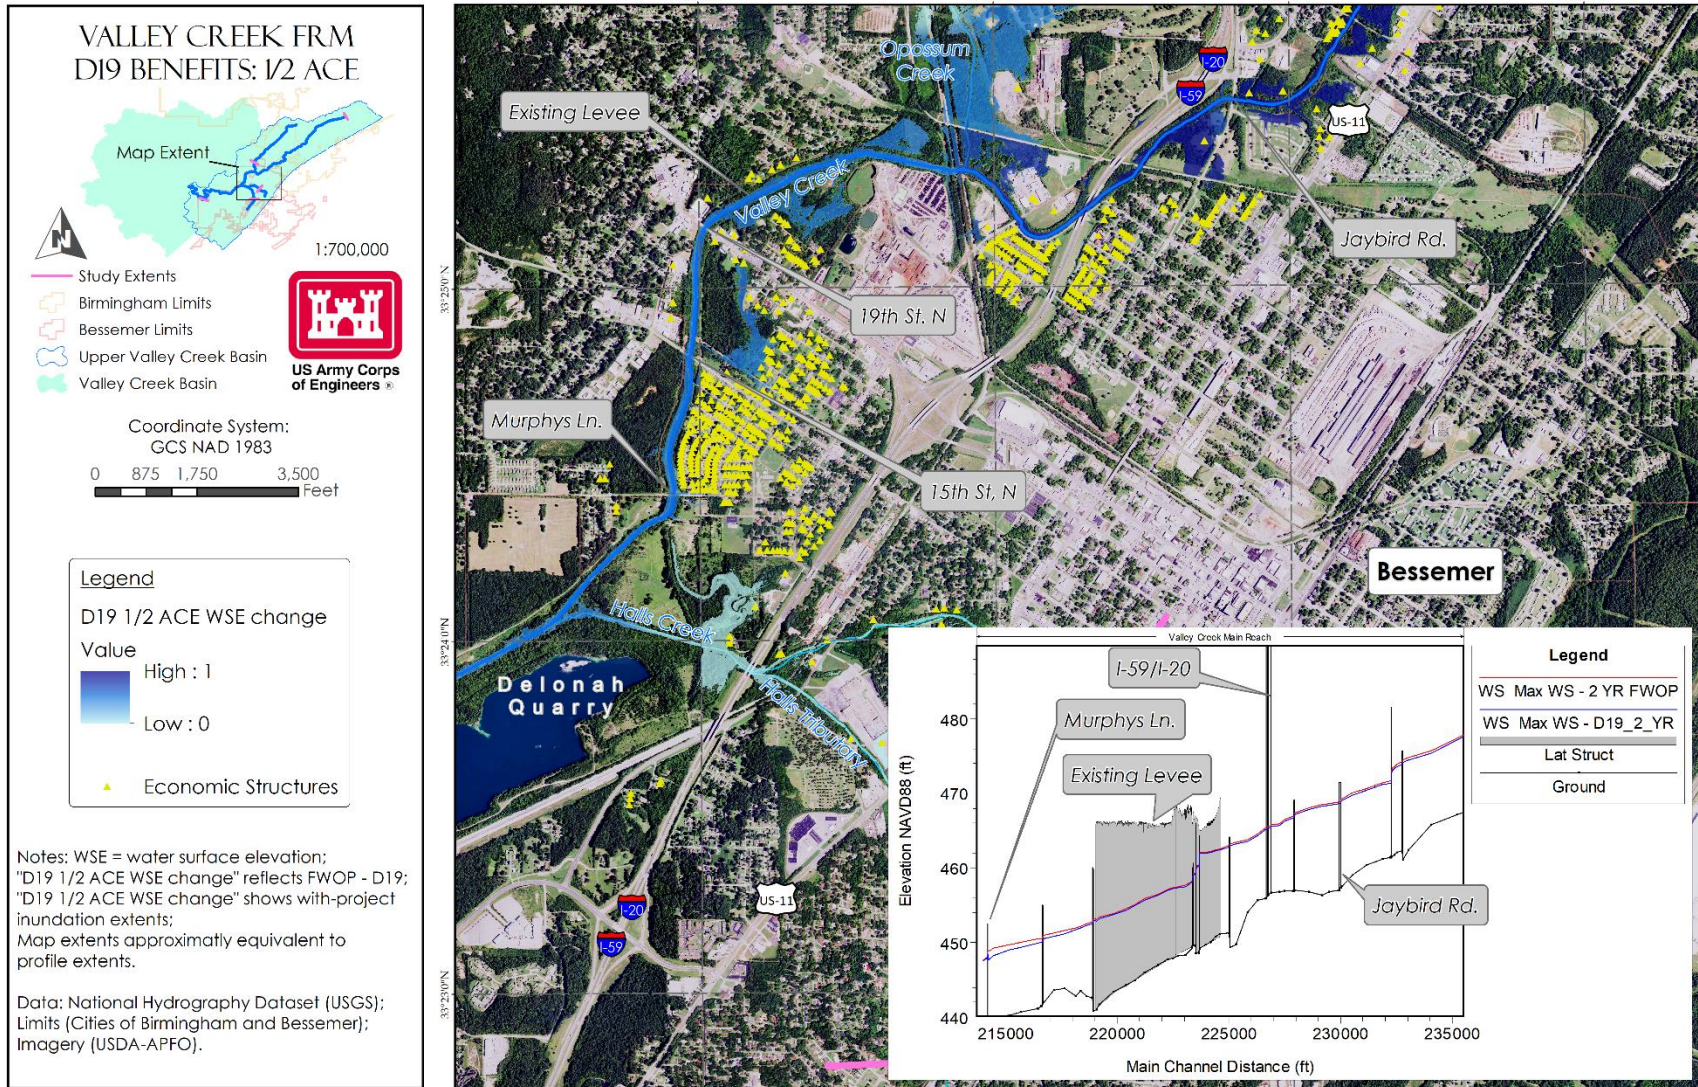 VALLEY CREEK FRM
D19 BENEFITS: 1/2 ACE
Map Extent
N
1:700,000
Study Extents
Birmingham Limits
Bessemer Limits
Upper Valley Creek Basin
Valley Creek Basin
US Army Corps
of Engineers ®
Coordinate System:
GCS NAD 1983
0 875 1,750 3,500
Feet
Legend
D19 1/2 ACE WSE change
Value
High : 1
Low : 0
Economic Structures
Notes: WSE = water surface elevation;
"D19 1/2 ACE WSE change" reflects FWOP - D19;
"D19 1/2 ACE WSE change" shows with-project
inundation extents;
Map extents approximatly equivalent to
profile extents.
Data: National Hydrography Dataset (USGS);
Limits (Cities of Birmingham and Bessemer);
Imagery (USDA-APFO).
Opossum
Creek
I-20
I-59
US-11
Existing Levee
Valley Creek
Jaybird Rd.
33°25'0"N
19th St. N
Murphys Ln.
15th St, N
Bessemer
33°24'0"N
Halls Creek
Delonah
Quarry
Halls Tributary
US-11
I-20
I-59
33°23'0"N
Valley Creek Main Reach
I-59/I-20
Murphys Ln.
Existing Levee
Jaybird Rd.
Elevation NAVD88 (ft)
480
470
460
450
440
215000 220000 225000 230000 235000
Main Channel Distance (ft)
Legend
WS Max WS - 2 YR FWOP
WS Max WS - D19_2_YR
Lat Struct
Ground